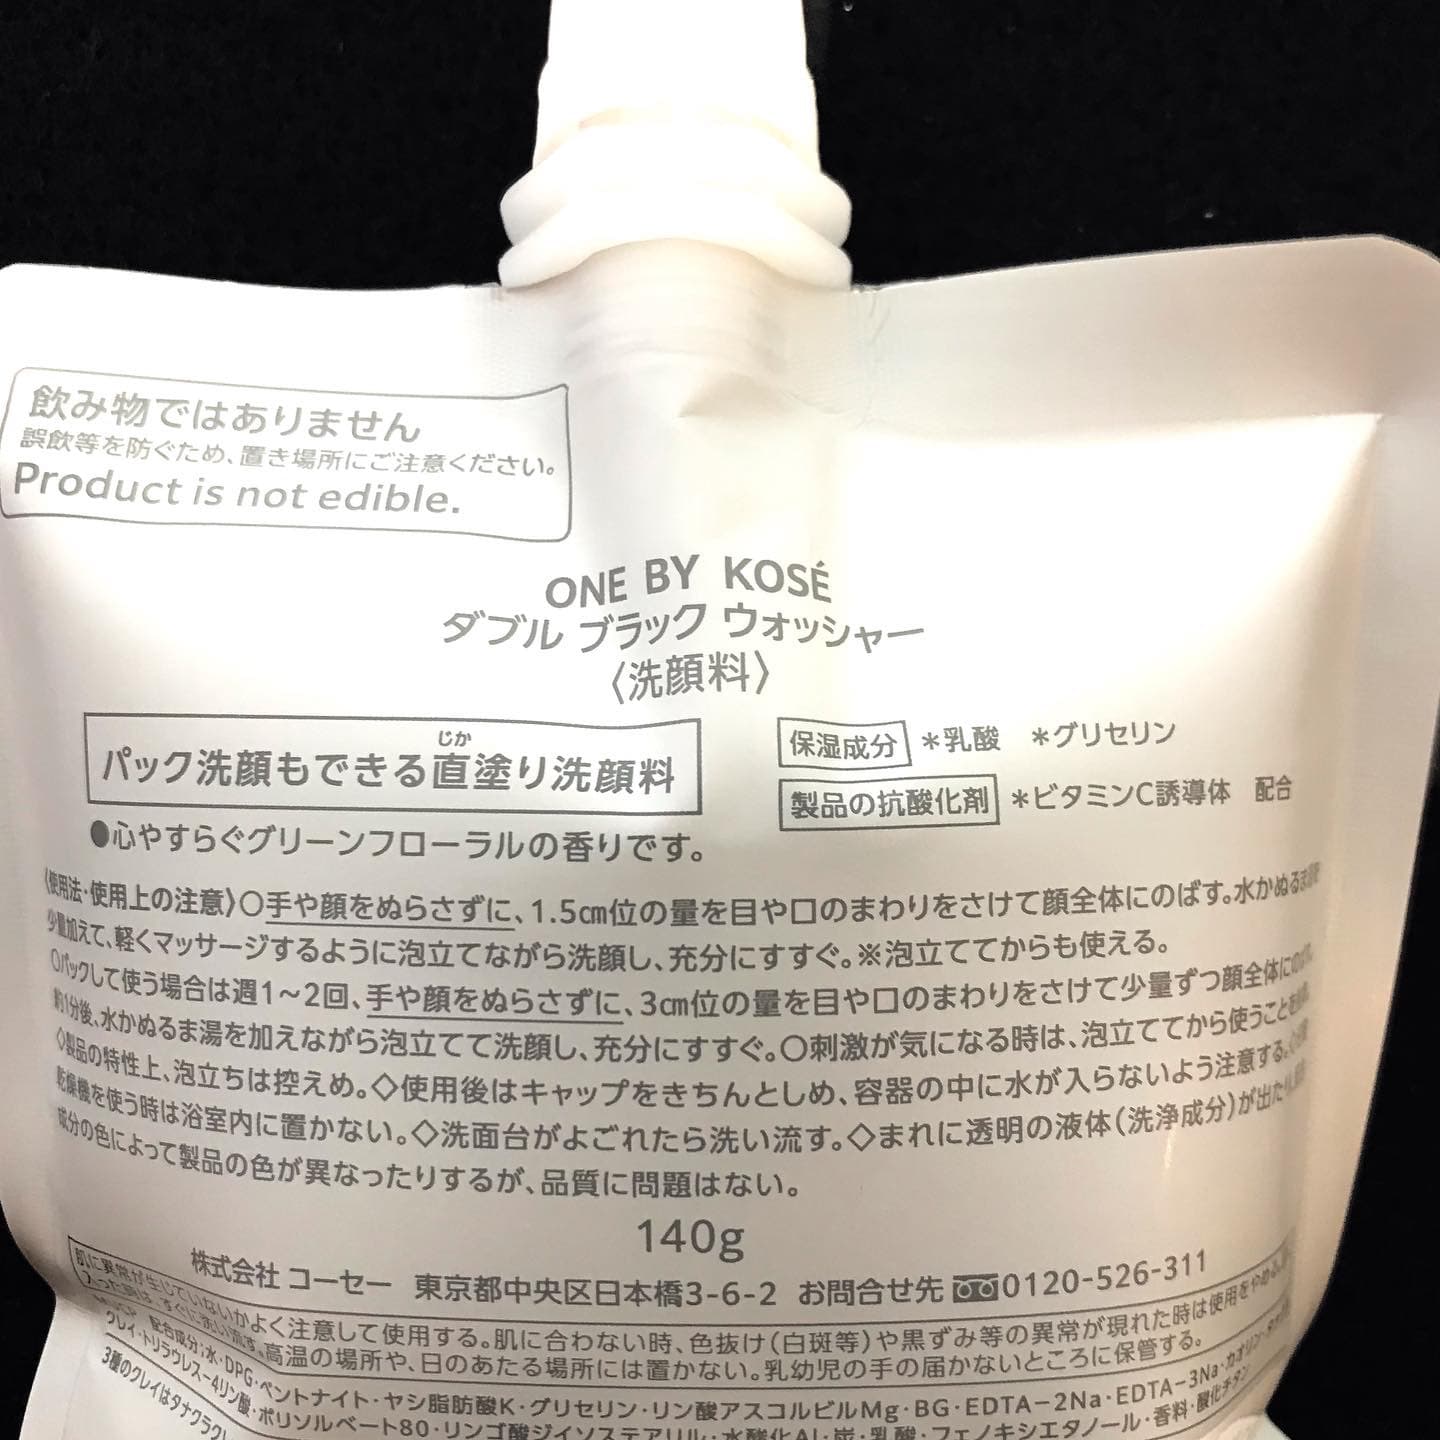 飲み物ではありません
誤飲等を防ぐため、置き場所にご注意ください。
Product is not edible.
ONE BY KOSÉ
ダブル ブラック ウォッシャー
〈洗顔料〉
じか
パック洗顔もできる直塗り洗顔料
保湿成分 *乳酸 *グリセリン
製品の抗酸化剤 *ビタミンC誘導体 配合
●心やすらぐグリーンフローラルの香りです。
〈使用法・使用上の注意〉○手や顔をぬらさずに、1.5cm位の量を目や口のまわりをさけて顔全体にのばす。水かぬるま湯を
少量加えて、軽くマッサージするように泡立てながら洗顔し、充分にすすぐ。※泡立ててからも使える。
○パックして使う場合は週1～2回、手や顔をぬらさずに、3cm位の量を目や口のまわりをさけて少量ずつ顔全体にのばし、
約1分後、水かぬるま湯を加えながら泡立てて洗顔し、充分にすすぐ。○刺激が気になる時は、泡立ててから使うことを
◇製品の特性上、泡立ちは控えめ。◇使用後はキャップをきちんとしめ、容器の中に水が入らないよう注意する。
乾燥機を使う時は浴室内に置かない。◇洗面台がよごれたら洗い流す。◇まれに透明の液体(洗浄成分)が出た
成分の色によって製品の色が異なったりするが、品質に問題はない。
140g
株式会社 コーセー 東京都中央区日本橋3-6-2 お問合せ先 0120-526-311
肌に異常が生じていないかよく注意して使用する。肌に合わない時、色抜け(白斑等)や黒ずみ等の異常が現れた時は使用をやめる。
入った時は、すぐに洗い流す。高温の場所や、日のあたる場所には置かない。乳幼児の手の届かないところに保管する。
配合成分:水・DPG・ベントナイト・ヤシ脂肪酸K・グリセリン・リン酸アスコルビルMg・BG・EDTA-2Na・EDTA-3Na・カオリン・
クレイ・トリラウレス-4リン酸・ポリソルベート80・リンゴ酸ジイソステアリル・水酸化Al・炭・乳酸・フェノキシエタノール・香料・酸化チタン
3種のクレイはタナクラクレイ